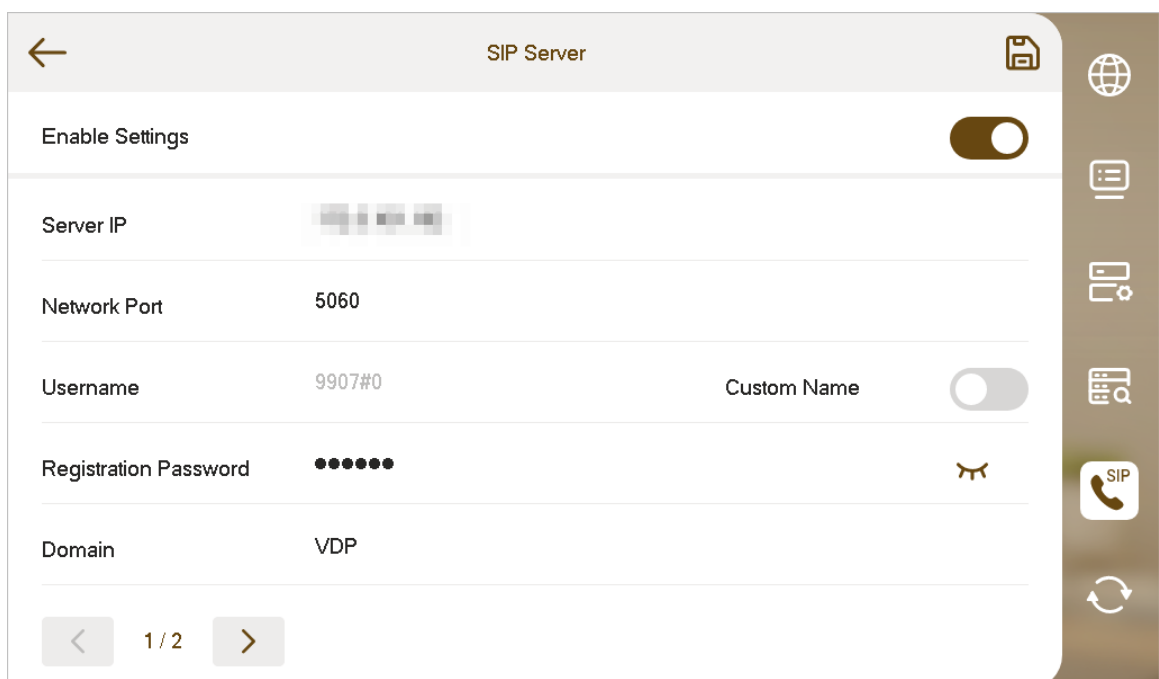 SIP Server
Enable Settings
Server IP
Network Port 5060
Username 9907#0 Custom Name
Registration Password ●●●●●●
SIP
Domain VDP
1 / 2